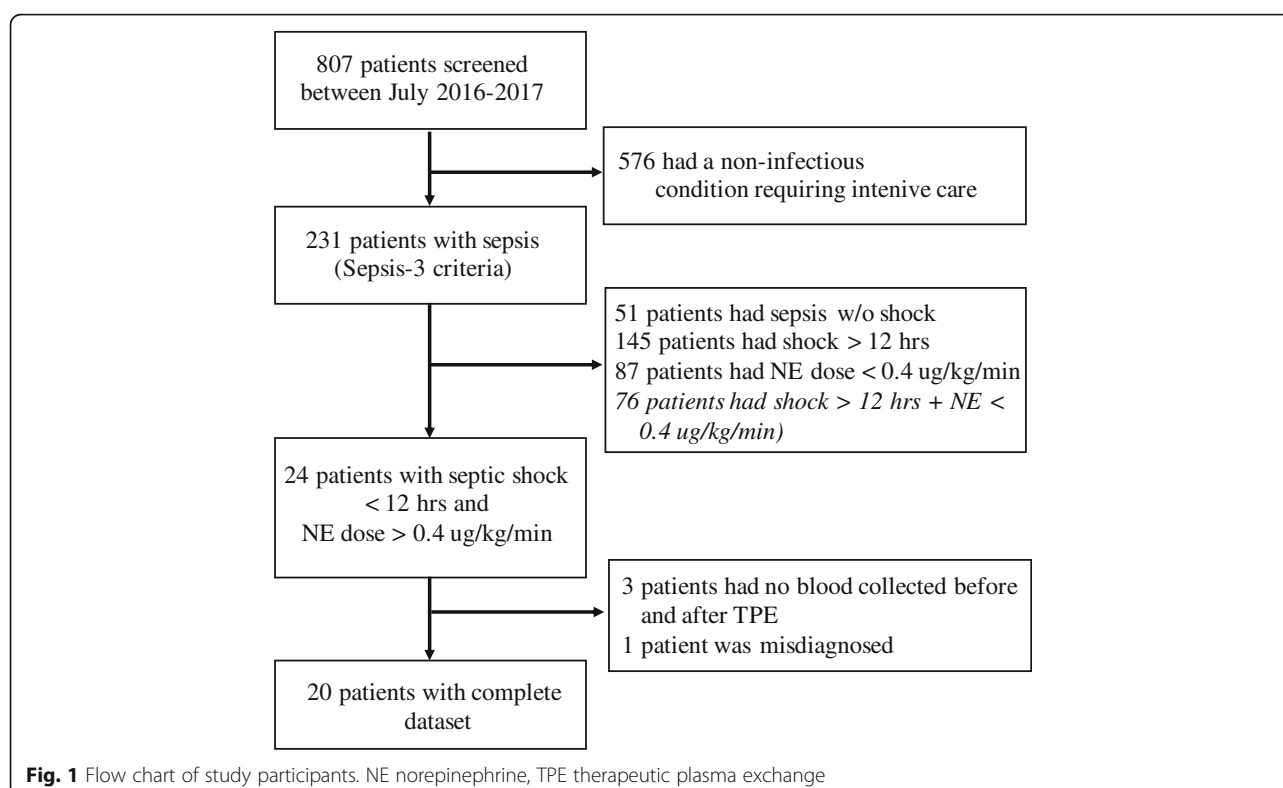 807 patients screened
between July 2016-2017
576 had a non-infectious
condition requiring intenive care
231 patients with sepsis
(Sepsis-3 criteria)
51 patients had sepsis w/o shock
145 patients had shock > 12 hrs
87 patients had NE dose < 0.4 ug/kg/min
76 patients had shock > 12 hrs + NE <
0.4 ug/kg/min)
24 patients with septic shock
< 12 hrs and
NE dose > 0.4 ug/kg/min
3 patients had no blood collected before
and after TPE
1 patient was misdiagnosed
20 patients with complete
dataset
Fig. 1 Flow chart of study participants. NE norepinephrine, TPE therapeutic plasma exchange